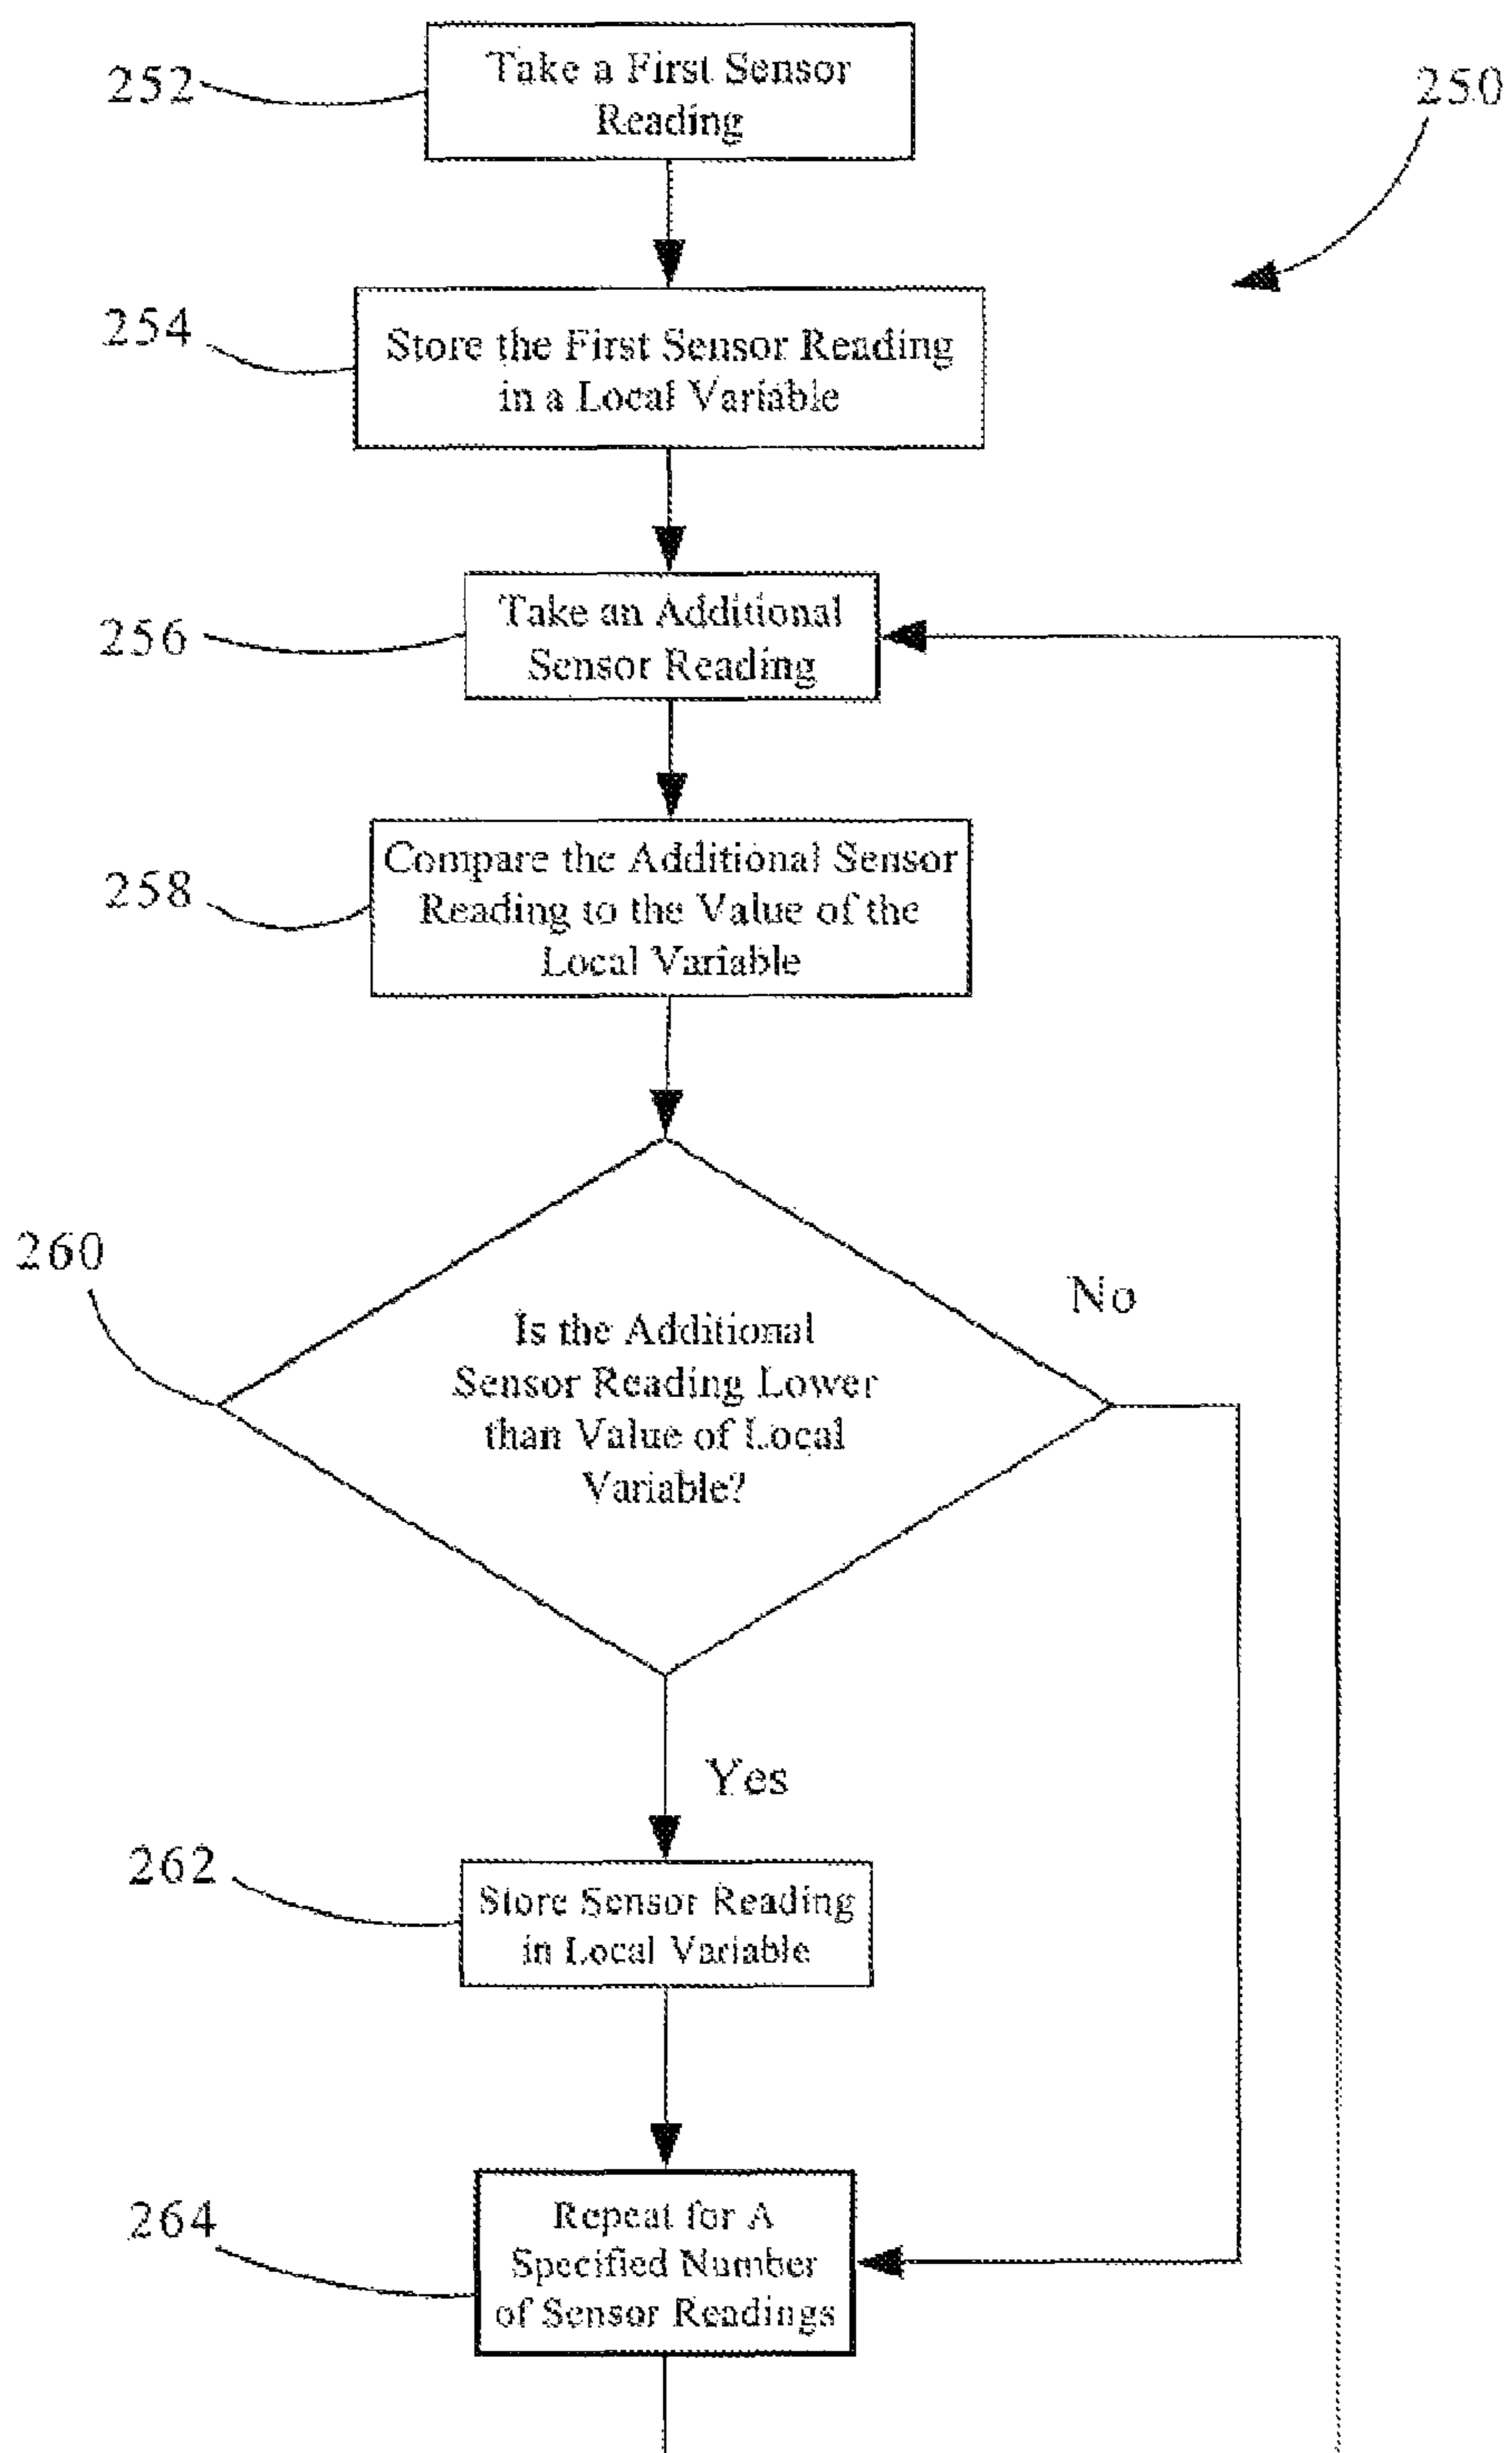 252
Take a First Sensor
Reading
250
254
Store the First Sensor Reading
in a Local Variable
256
Take an Additional
Sensor Reading
258
Compare the Additional Sensor
Reading to the Value of the
Local Variable
260
Is the Additional
Sensor Reading Lower
than Value of Local
Variable?
No
Yes
262
Store Sensor Reading
in Local Variable
264
Repeat for A
Specified Number
of Sensor Readings